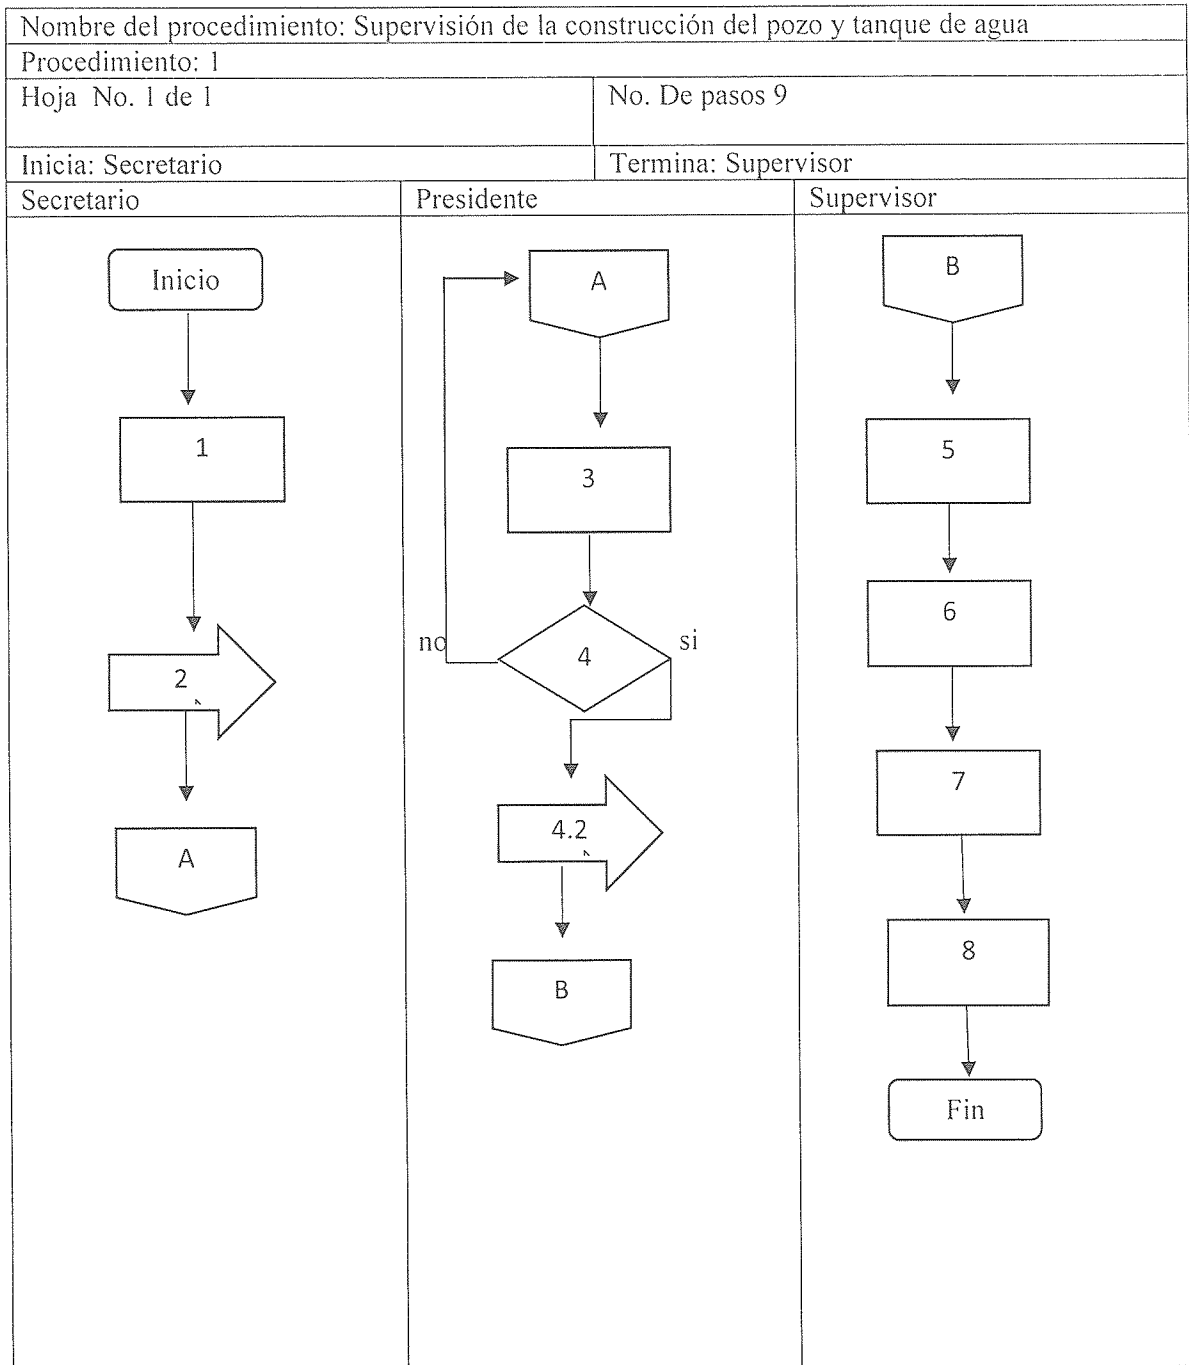 Nombre del procedimiento: Supervisión de la construcción del pozo y tanque de agua
Procedimiento: 1
Hoja No. 1 de 1
No. De pasos 9
Inicia: Secretario
Termina: Supervisor
Secretario
Presidente
Supervisor
Inicio
1
2
A
A
3
4
no
si
4.2
B
B
5
6
7
8
Fin